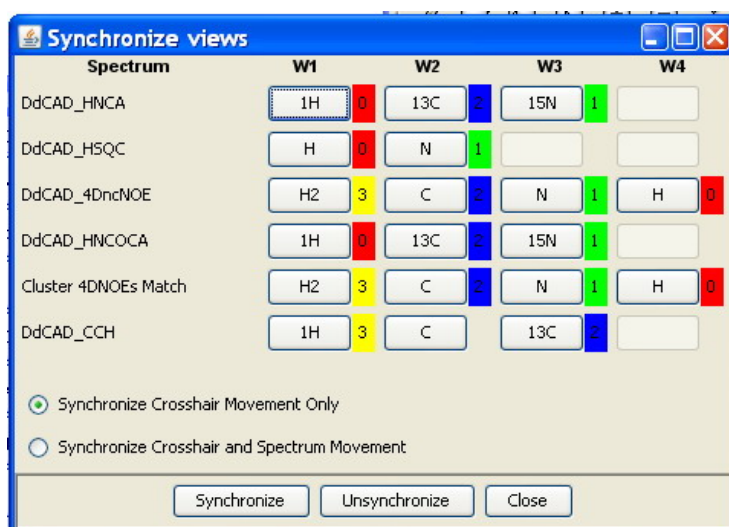 Synchronize views
Spectrum W1 W2 W3 W4
DdCAD_HNCA 1H 0 13C 2 15N 1
DdCAD_HSQC H 0 N 1
DdCAD_4DncNOE H2 3 C 2 N 1 H 0
DdCAD_HNCOCA 1H 0 13C 2 15N 1
Cluster 4DNOEs Match H2 3 C 2 N 1 H 0
DdCAD_CCH 1H 3 C 13C 2
Synchronize Crosshair Movement Only
Synchronize Crosshair and Spectrum Movement
Synchronize Unsynchronize Close